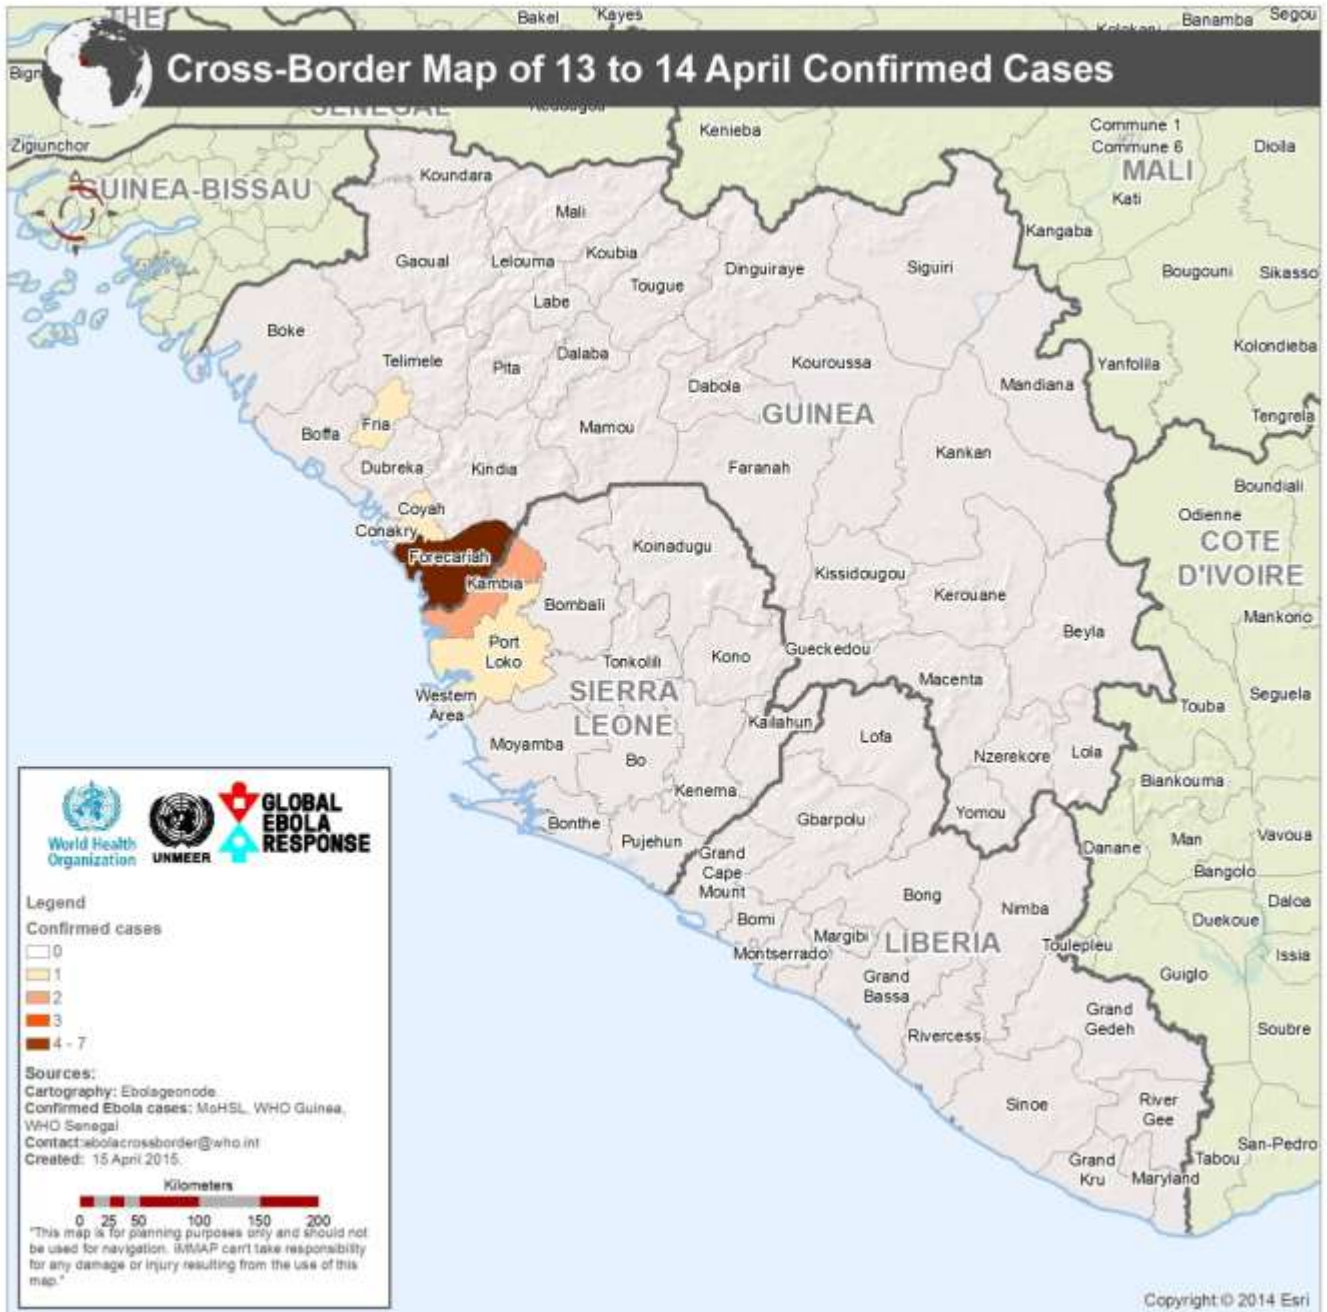 THE
Bakel
Kayes
Kolokary
Banamba
Segou
Cross-Border Map of 13 to 14 April Confirmed Cases
SENEGAL
Kenieba
Commune 1
Commune 6
Dioila
Zigiunchor
MALI
Kati
GUINEA-BISSAU
Koundara
Mali
Kangaba
Gaoual
Lelouma
Koubia
Tougue
Dinguiraye
Siguiri
Bougouni
Sikasso
Labe
Boke
Telimele
Pita
Dalaba
Kouroussa
Kolondieba
Yanfolila
Dabola
Mandiana
GUINEA
Tengrela
Fria
Boffa
Mamou
Kankan
Dubreka
Kindia
Faranah
Boundiali
Coyah
Odienne
Conakry
COTE
D'IVOIRE
Forecariah
Koinadugu
Kambia
Kissidougou
Kerouane
Bombali
Mankono
Beyla
Port
Loko
Tonkolili
Kono
Gueckedou
Macenta
Western
Area
SIERRA
LEONE
Kailahun
Touba
Seguela
Moyamba
Bo
Lofa
Nzerekore
Lola
Kenema
Biankouma
Bonthe
Pujehun
Gbarpolu
Yomou
Danane
Man
Vavoua
Grand
Cape
Mount
Bangolo
Bong
Nimba
Daloa
Bomi
Margibi
LIBERIA
Duekoue
Montserrado
Toulepleu
Issia
Grand
Bassa
Guiglo
Grand
Gedeh
Rivercess
Soubre
Sinoe
River
Gee
San-Pedro
Grand
Kru
Maryland
Tabou
World Health
Organization
UNMEER
GLOBAL
EBOLA
RESPONSE
Legend
Confirmed cases
0
1
2
3
4 - 7
Sources:
Cartography: Ebolageonode.
Confirmed Ebola cases: MoHSL, WHO Guinea,
WHO Senegal
Contact:ebolacrossborder@who.int
Created: 15 April 2015.
Kilometers
0 25 50 100 150 200
"This map is for planning purposes only and should not
be used for navigation. iMMAP can't take responsibility
for any damage or injury resulting from the use of this
map."
Copyright © 2014 Esri